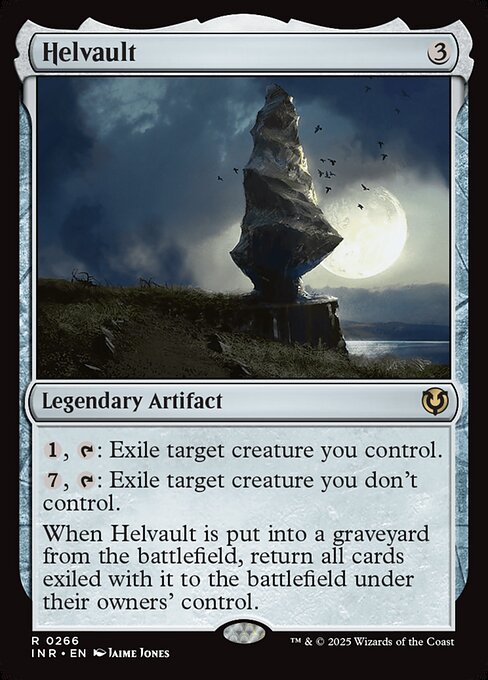 Helvault 3
Legendary Artifact
1, : Exile target creature you control.
7, : Exile target creature you don't
control.
When Helvault is put into a graveyard
from the battlefield, return all cards
exiled with it to the battlefield under
their owners' control.
R 0266 ™ & © 2025 Wizards of the Coast
INR • EN Jaime Jones